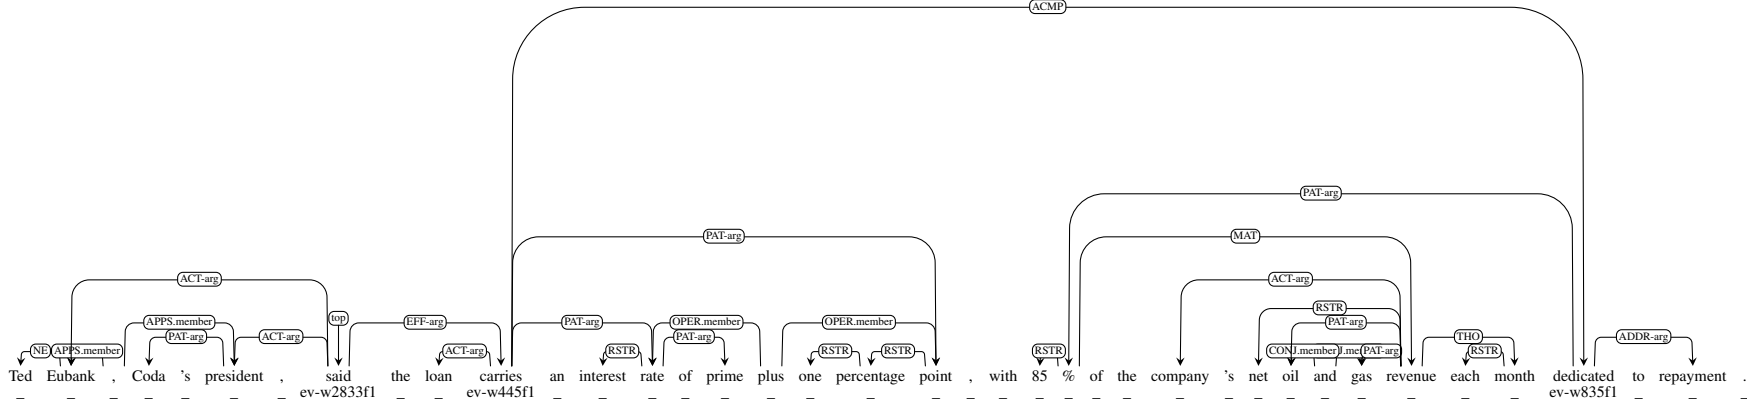 ACMP
PAT-arg
PAT-arg MAT
ACT-arg ACT-arg
RSTR
APPS.member top EFF-arg PAT-arg OPER.member OPER.member PAT-arg
PAT-arg ACT-arg PAT-arg THO ADDR-arg
NE APPS.member ACT-arg RSTR RSTR RSTR RSTR CONJ.member PAT-arg RSTR
Ted Eubank , Coda 's president , said the loan carries an interest rate of prime plus one percentage point , with 85 % of the company 's net oil and gas revenue each month dedicated to repayment .
_ _ _ _ _ _ _ ev-w2833f1 _ _ ev-w445f1 _ _ _ _ _ _ _ _ _ _ _ _ _ _ _ _ _ _ _ _ _ _ _ _ ev-w835f1 _ _ _